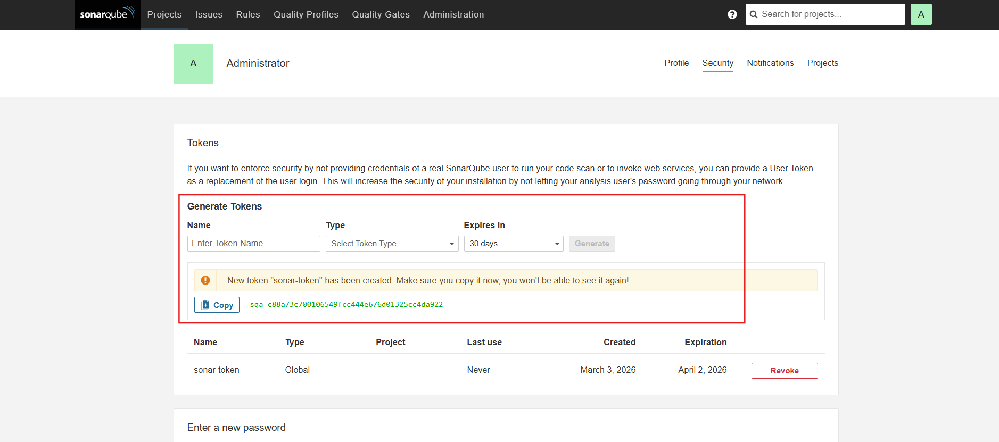 sonarqube Projects Issues Rules Quality Profiles Quality Gates Administration ? Search for projects... A
A Administrator Profile Security Notifications Projects
Tokens
If you want to enforce security by not providing credentials of a real SonarQube user to run your code scan or to invoke web services, you can provide a User Token
as a replacement of the user login. This will increase the security of your installation by not letting your analysis user's password going through your network.
Generate Tokens
Name Type Expires in
Enter Token Name Select Token Type 30 days Generate
New token "sonar-token" has been created. Make sure you copy it now, you won't be able to see it again!
Copy sqa_c88a73c700106549fcc444e676d01325cc4da922
Name Type Project Last use Created Expiration
sonar-token Global Never March 3, 2026 April 2, 2026 Revoke
Enter a new password